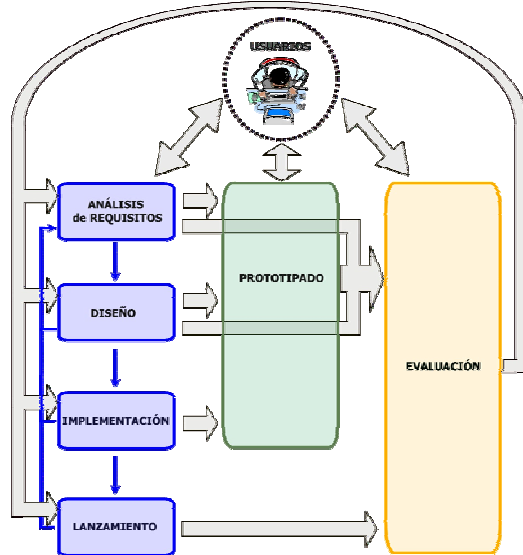 USUARIOS
ANÁLISIS
de REQUISITOS
PROTOTIPADO
DISEÑO
EVALUACIÓN
IMPLEMENTACIÓN
LANZAMIENTO